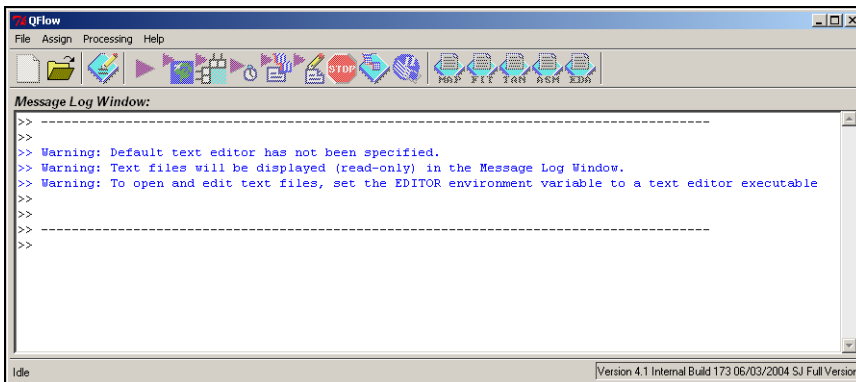 QFlow
File Assign Processing Help
STOP MAP FIT TAN ASM EDA
Message Log Window:
>> ---------------------------------------------------------------------------------------
>>
>> Warning: Default text editor has not been specified.
>> Warning: Text files will be displayed (read-only) in the Message Log Window.
>> Warning: To open and edit text files, set the EDITOR environment variable to a text editor executable
>>
>>
>> ---------------------------------------------------------------------------------------
>>
Idle Version 4.1 Internal Build 173 06/03/2004 SJ Full Version